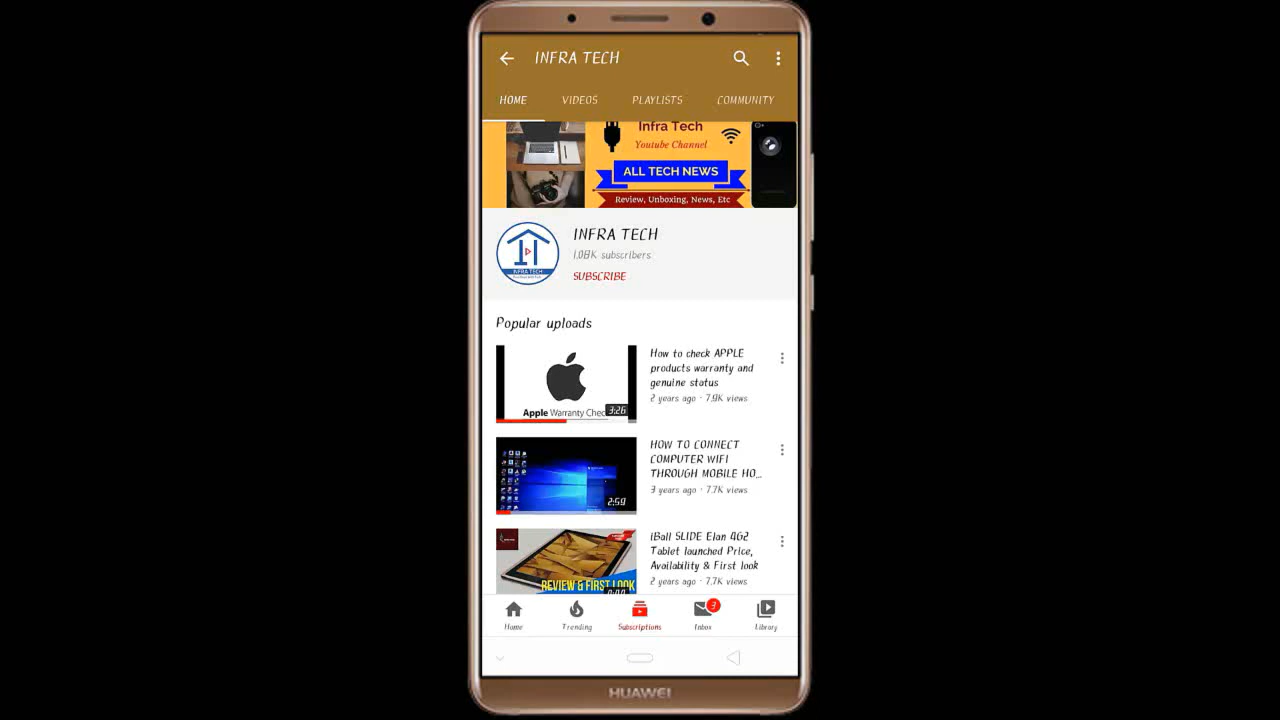 INFRA TECH
HOME VIDEOS PLAYLISTS COMMUNITY
Infra Tech
Youtube Channel
ALL TECH NEWS
Review, Unboxing, News, Etc
INFRA TECH
1.08K subscribers
SUBSCRIBE
INFRA TECH
Popular uploads
How to check APPLE
products warranty and
genuine status
2 years ago · 7.9K views
Apple Warranty Chec
3:26
HOW TO CONNECT
COMPUTER WIFI
THROUGH MOBILE HO...
3 years ago · 7.7K views
2:59
iBall SLIDE Elan 4G2
Tablet launched Price,
Availability & First look
2 years ago · 7.7K views
REVIEW & FIRST LOOK
3
Home Trending Subscriptions Inbox Library
HUAWEI